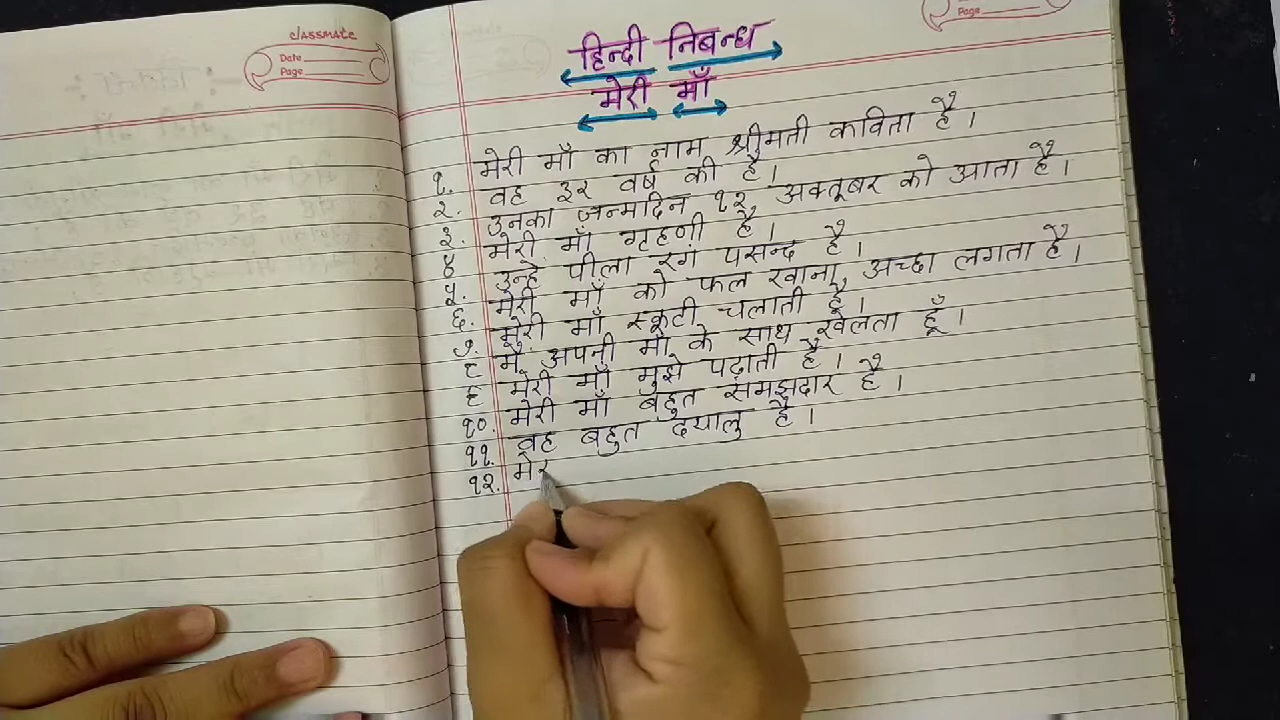 classmate
Date
Page
Page
हिन्दी निबन्ध
मेरी माँ
१. मेरी माँ का नाम श्रीमती कविता है।
२. वह ३२ वर्ष की है।
३. उनका जन्मदिन १२ अक्तूबर को आता है।
४ मेरी माँ गृहणी है।
५. उन्हे पीला रगं पसन्द है।
६. मेरी माँ को फल खाना अच्छा लगता है।
७. मेरी माँ स्कूटी चलाती है।
८ मैं अपनी माँ के साथ खेलता हूँ।
९ मेरी माँ मुझे पढ़ाती है।
१०. मेरी माँ बहुत समझदार है।
११. वह बहुत दयालु है।
१२. मेर